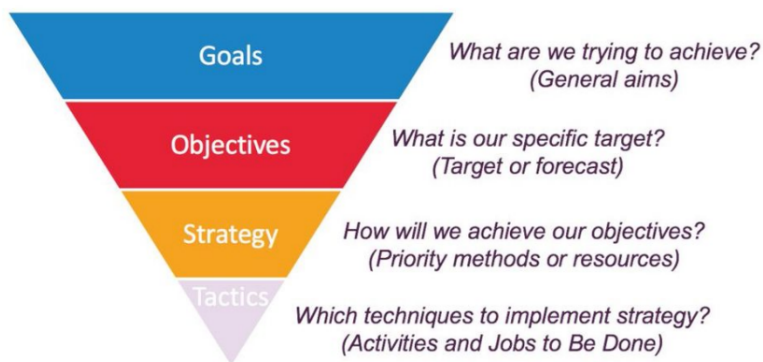 Goals
What are we trying to achieve?
(General aims)
Objectives
What is our specific target?
(Target or forecast)
Strategy
How will we achieve our objectives?
(Priority methods or resources)
Tactics
Which techniques to implement strategy?
(Activities and Jobs to Be Done)